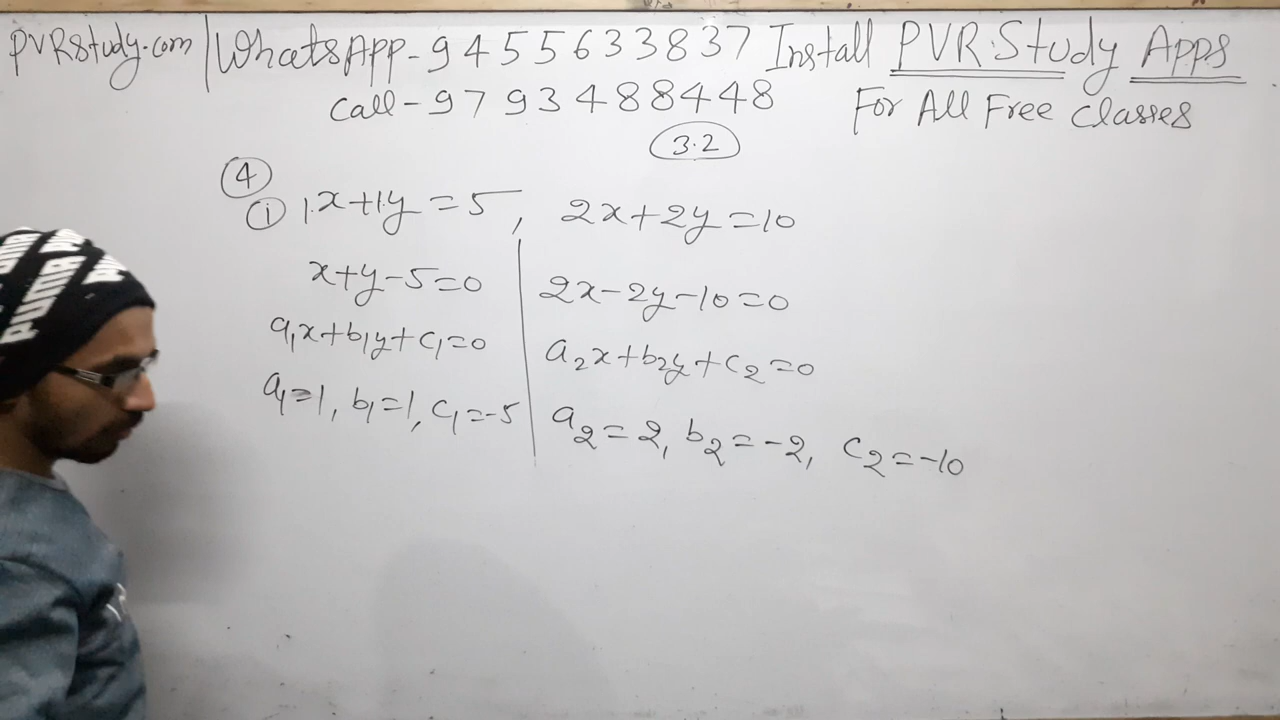 PVRStudy.com | WhatsApp-9455633837 Install PVR Study Apps
Call-9793488448 For All Free Classes
3.2
4
i 1.x+1.y=5, 2x+2y=10
x+y-5=0 2x-2y-10=0
a₁x+b₁y+c₁=0 a₂x+b₂y+c₂=0
a₁=1, b₁=1, c₁=-5 a₂=2, b₂=-2, c₂=-10
PUMA